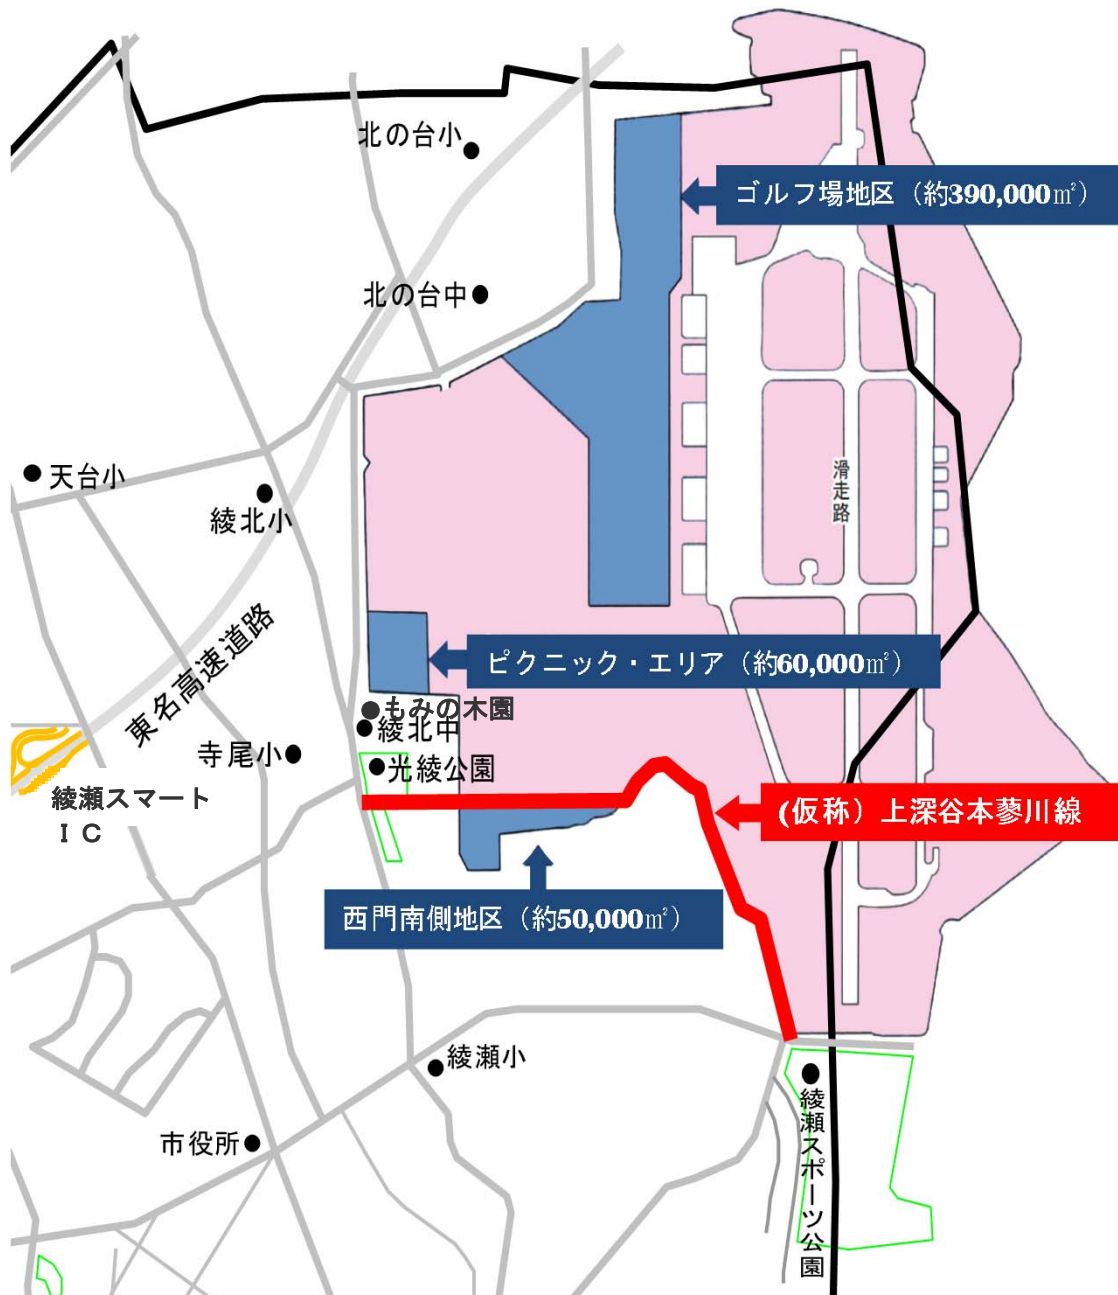 北の台小
ゴルフ場地区（約390,000㎡）
北の台中
天台小
綾北小
滑走路
東名高速道路
ピクニック・エリア（約60,000㎡）
もみの木園
綾北中
寺尾小
光綾公園
綾瀬スマート
ＩＣ
(仮称）上深谷本蓼川線
西門南側地区（約50,000㎡）
綾瀬小
綾瀬スポーツ公園
市役所